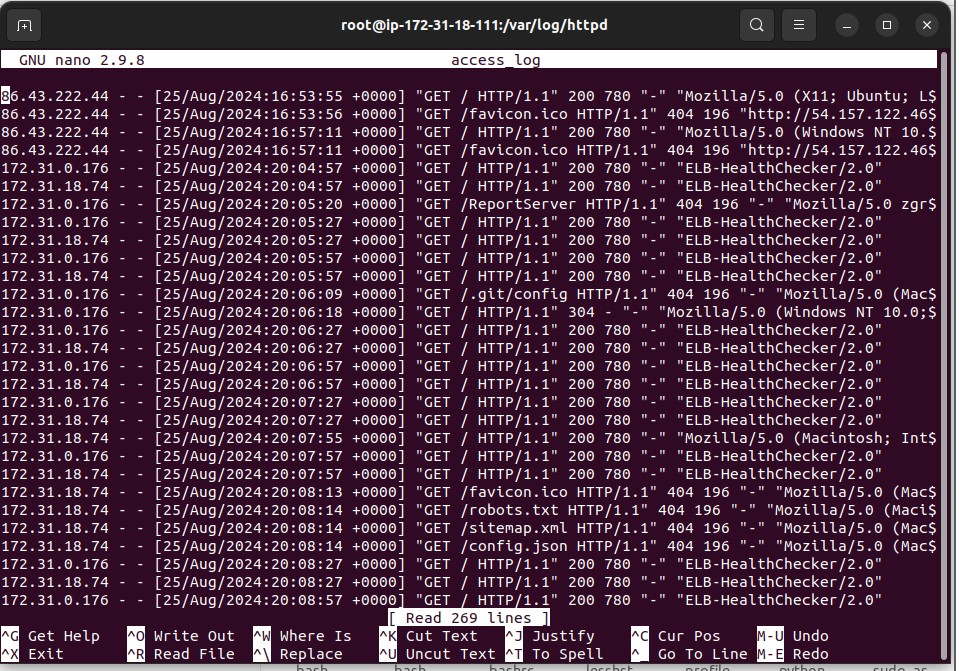 root@ip-172-31-18-111:/var/log/httpd
GNU nano 2.9.8 access_log
86.43.222.44 - - [25/Aug/2024:16:53:55 +0000] "GET / HTTP/1.1" 200 780 "-" "Mozilla/5.0 (X11; Ubuntu; L$
86.43.222.44 - - [25/Aug/2024:16:53:56 +0000] "GET /favicon.ico HTTP/1.1" 404 196 "http://54.157.122.46$
86.43.222.44 - - [25/Aug/2024:16:57:11 +0000] "GET / HTTP/1.1" 200 780 "-" "Mozilla/5.0 (Windows NT 10.$
86.43.222.44 - - [25/Aug/2024:16:57:11 +0000] "GET /favicon.ico HTTP/1.1" 404 196 "http://54.157.122.46$
172.31.0.176 - - [25/Aug/2024:20:04:57 +0000] "GET / HTTP/1.1" 200 780 "-" "ELB-HealthChecker/2.0"
172.31.18.74 - - [25/Aug/2024:20:04:57 +0000] "GET / HTTP/1.1" 200 780 "-" "ELB-HealthChecker/2.0"
172.31.0.176 - - [25/Aug/2024:20:05:20 +0000] "GET /ReportServer HTTP/1.1" 404 196 "-" "Mozilla/5.0 zgr$
172.31.0.176 - - [25/Aug/2024:20:05:27 +0000] "GET / HTTP/1.1" 200 780 "-" "ELB-HealthChecker/2.0"
172.31.18.74 - - [25/Aug/2024:20:05:27 +0000] "GET / HTTP/1.1" 200 780 "-" "ELB-HealthChecker/2.0"
172.31.0.176 - - [25/Aug/2024:20:05:57 +0000] "GET / HTTP/1.1" 200 780 "-" "ELB-HealthChecker/2.0"
172.31.18.74 - - [25/Aug/2024:20:05:57 +0000] "GET / HTTP/1.1" 200 780 "-" "ELB-HealthChecker/2.0"
172.31.0.176 - - [25/Aug/2024:20:06:09 +0000] "GET /.git/config HTTP/1.1" 404 196 "-" "Mozilla/5.0 (Mac$
172.31.0.176 - - [25/Aug/2024:20:06:18 +0000] "GET / HTTP/1.1" 304 - "-" "Mozilla/5.0 (Windows NT 10.0;$
172.31.0.176 - - [25/Aug/2024:20:06:27 +0000] "GET / HTTP/1.1" 200 780 "-" "ELB-HealthChecker/2.0"
172.31.18.74 - - [25/Aug/2024:20:06:27 +0000] "GET / HTTP/1.1" 200 780 "-" "ELB-HealthChecker/2.0"
172.31.0.176 - - [25/Aug/2024:20:06:57 +0000] "GET / HTTP/1.1" 200 780 "-" "ELB-HealthChecker/2.0"
172.31.18.74 - - [25/Aug/2024:20:06:57 +0000] "GET / HTTP/1.1" 200 780 "-" "ELB-HealthChecker/2.0"
172.31.0.176 - - [25/Aug/2024:20:07:27 +0000] "GET / HTTP/1.1" 200 780 "-" "ELB-HealthChecker/2.0"
172.31.18.74 - - [25/Aug/2024:20:07:27 +0000] "GET / HTTP/1.1" 200 780 "-" "ELB-HealthChecker/2.0"
172.31.18.74 - - [25/Aug/2024:20:07:55 +0000] "GET / HTTP/1.1" 200 780 "-" "Mozilla/5.0 (Macintosh; Int$
172.31.0.176 - - [25/Aug/2024:20:07:57 +0000] "GET / HTTP/1.1" 200 780 "-" "ELB-HealthChecker/2.0"
172.31.18.74 - - [25/Aug/2024:20:07:57 +0000] "GET / HTTP/1.1" 200 780 "-" "ELB-HealthChecker/2.0"
172.31.18.74 - - [25/Aug/2024:20:08:13 +0000] "GET /favicon.ico HTTP/1.1" 404 196 "-" "Mozilla/5.0 (Mac$
172.31.18.74 - - [25/Aug/2024:20:08:14 +0000] "GET /robots.txt HTTP/1.1" 404 196 "-" "Mozilla/5.0 (Maci$
172.31.18.74 - - [25/Aug/2024:20:08:14 +0000] "GET /sitemap.xml HTTP/1.1" 404 196 "-" "Mozilla/5.0 (Mac$
172.31.18.74 - - [25/Aug/2024:20:08:14 +0000] "GET /config.json HTTP/1.1" 404 196 "-" "Mozilla/5.0 (Mac$
172.31.0.176 - - [25/Aug/2024:20:08:27 +0000] "GET / HTTP/1.1" 200 780 "-" "ELB-HealthChecker/2.0"
172.31.18.74 - - [25/Aug/2024:20:08:27 +0000] "GET / HTTP/1.1" 200 780 "-" "ELB-HealthChecker/2.0"
172.31.0.176 - - [25/Aug/2024:20:08:57 +0000] "GET / HTTP/1.1" 200 780 "-" "ELB-HealthChecker/2.0"
[ Read 269 lines ]
^G Get Help ^O Write Out ^W Where Is ^K Cut Text ^J Justify ^C Cur Pos M-U Undo
^X Exit ^R Read File ^\ Replace ^U Uncut Text ^T To Spell ^_ Go To Line M-E Redo